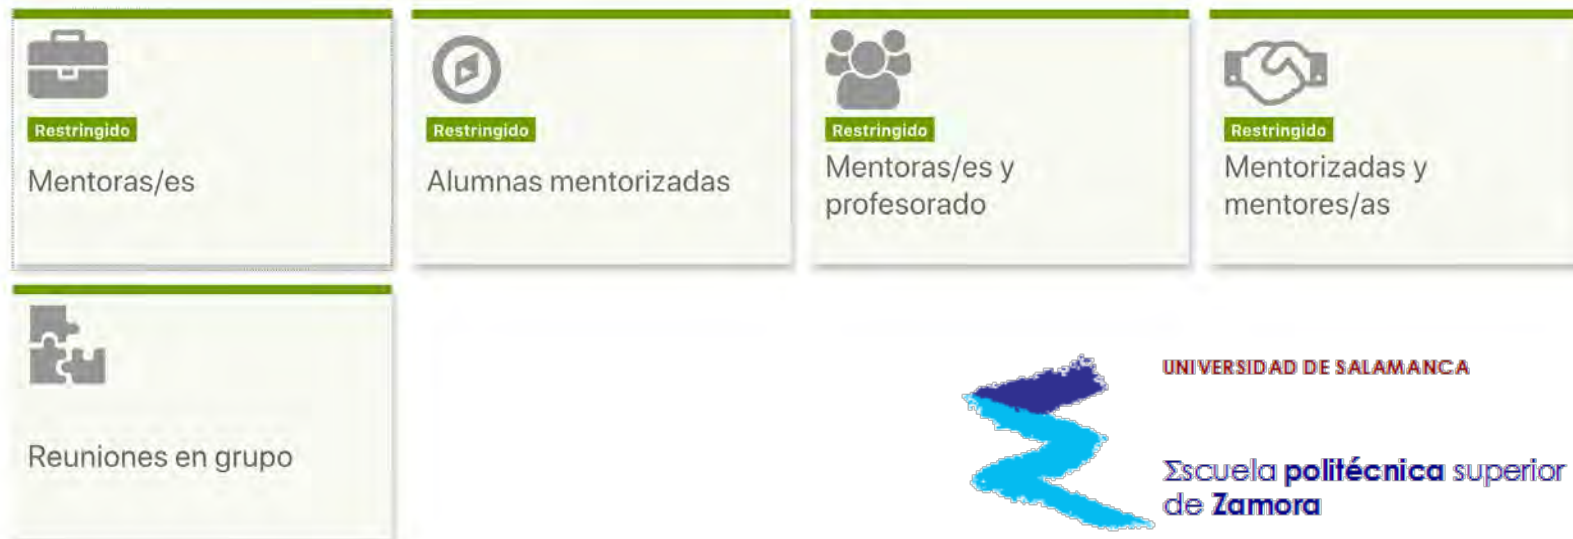 Restringido
Mentoras/es
Restringido
Alumnas mentorizadas
Restringido
Mentoras/es y
profesorado
Restringido
Mentorizadas y
mentores/as
Reuniones en grupo
UNIVERSIDAD DE SALAMANCA
Σscuela politécnica superior
de Zamora